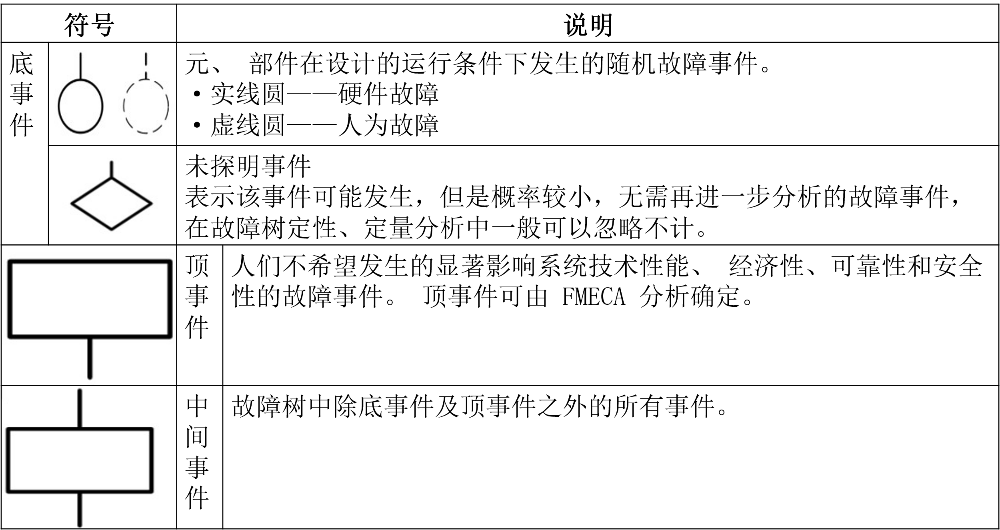 符号
说明
底
事
件
元、 部件在设计的运行条件下发生的随机故障事件。
• 实线圆——硬件故障
• 虚线圆——人为故障
未探明事件
表示该事件可能发生，但是概率较小，无需再进一步分析的故障事件，
在故障树定性、定量分析中一般可以忽略不计。
顶
事
件
人们不希望发生的显著影响系统技术性能、 经济性、可靠性和安全
性的故障事件。 顶事件可由 FMECA 分析确定。
中
间
事
件
故障树中除底事件及顶事件之外的所有事件。